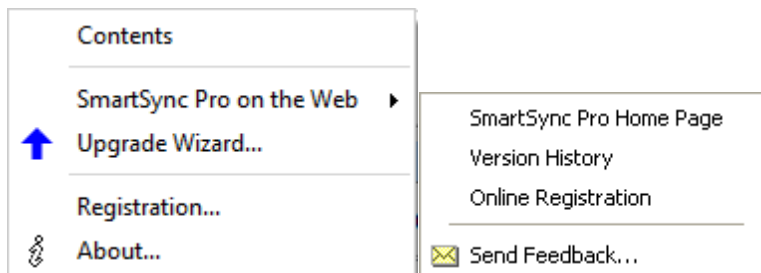 Contents
SmartSync Pro on the Web
Upgrade Wizard...
Registration...
About...
SmartSync Pro Home Page
Version History
Online Registration
Send Feedback...